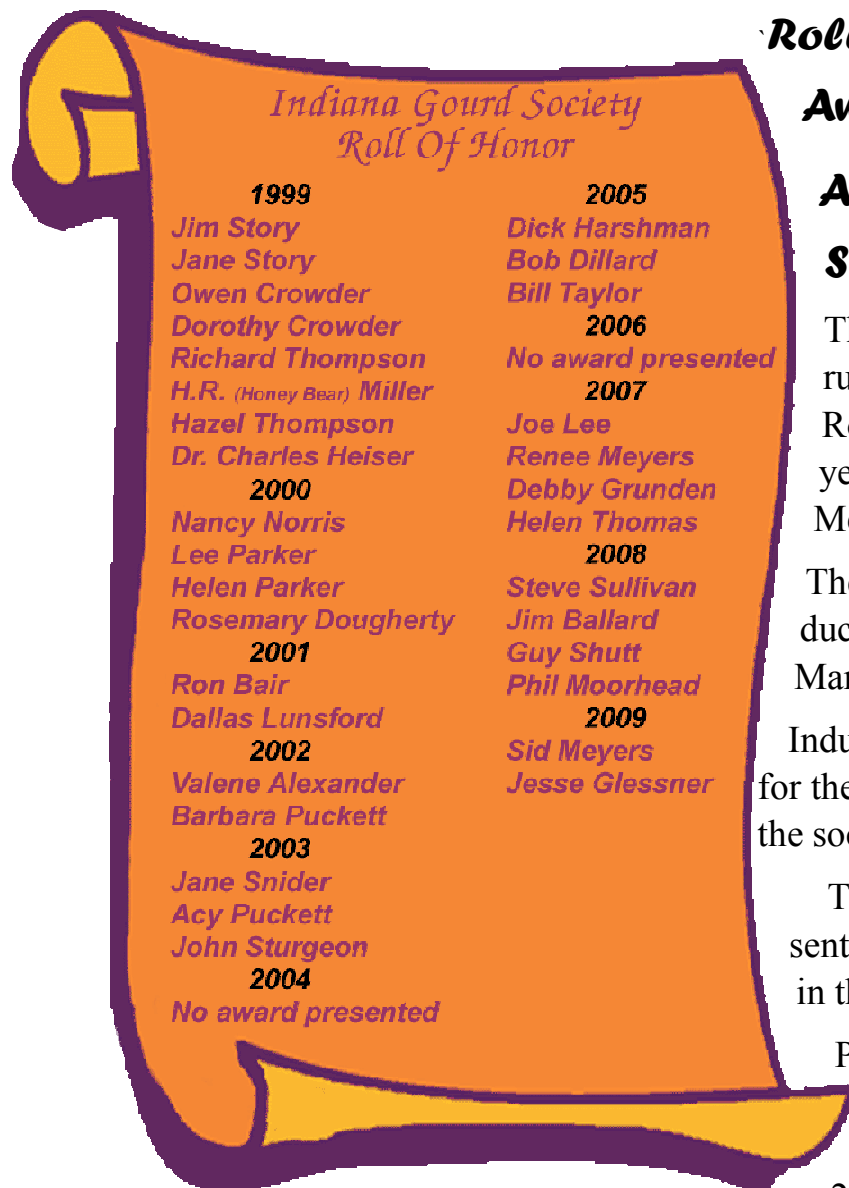 Indiana Gourd Society
Roll Of Honor
1999
Jim Story
Jane Story
Owen Crowder
Dorothy Crowder
Richard Thompson
H.R. (Honey Bear) Miller
Hazel Thompson
Dr. Charles Heiser
2000
Nancy Norris
Lee Parker
Helen Parker
Rosemary Dougherty
2001
Ron Bair
Dallas Lunsford
2002
Valene Alexander
Barbara Puckett
2003
Jane Snider
Acy Puckett
John Sturgeon
2004
No award presented
2005
Dick Harshman
Bob Dillard
Bill Taylor
2006
No award presented
2007
Joe Lee
Renee Meyers
Debby Grunden
Helen Thomas
2008
Steve Sullivan
Jim Ballard
Guy Shutt
Phil Moorhead
2009
Sid Meyers
Jesse Glessner
for the